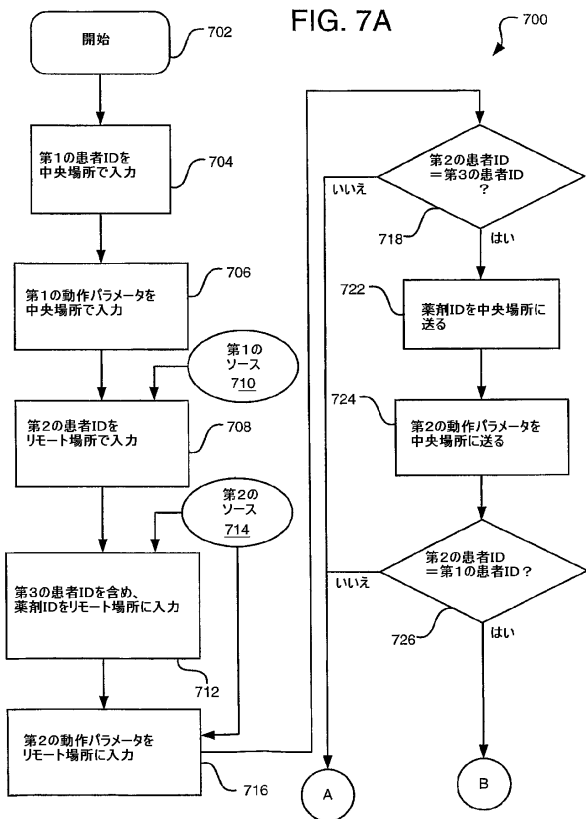 FIG. 7A
700
開始
702
第1の患者IDを
中央場所で入力
704
第1の動作パラメータを
中央場所で入力
706
第1の
ソース
710
第2の患者IDを
リモート場所で入力
708
第2の
ソース
714
第3の患者IDを含め、
薬剤IDをリモート場所に入力
712
第2の動作パラメータを
リモート場所に入力
716
第2の患者ID
=第3の患者ID
?
いいえ
718
はい
722
薬剤IDを中央場所に
送る
724
第2の動作パラメータを
中央場所に送る
第2の患者ID
=第1の患者ID?
いいえ
726
はい
A
B